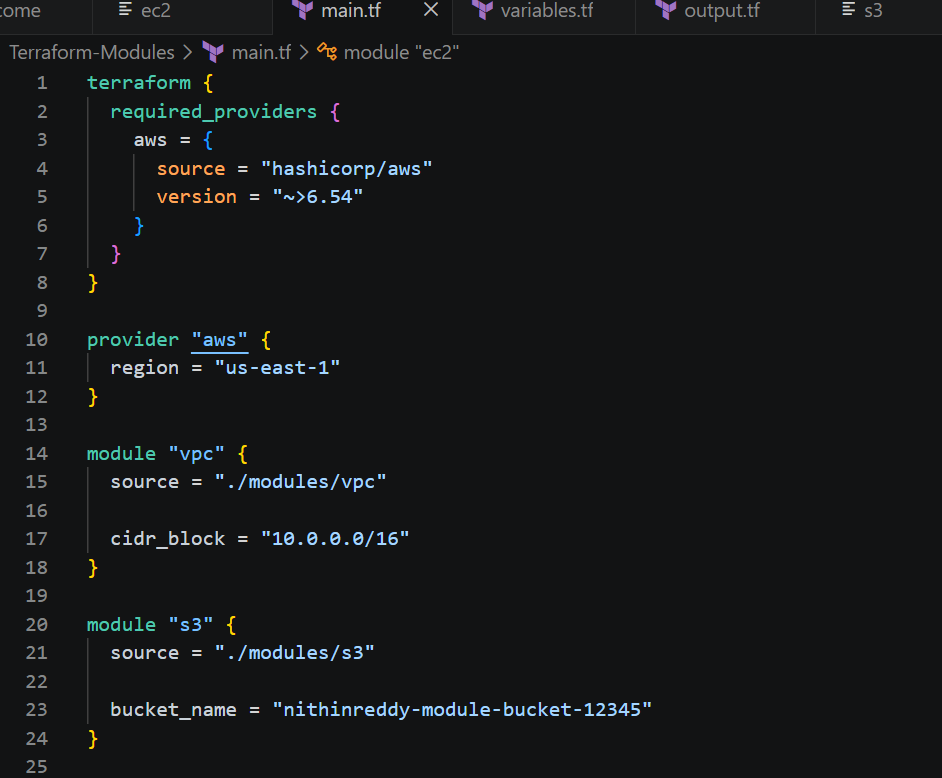 come
ec2
main.tf
variables.tf
output.tf
s3
Terraform-Modules > main.tf > module "ec2"
1 terraform {
2 required_providers {
3 aws = {
4 source = "hashicorp/aws"
5 version = "~>6.54"
6 }
7 }
8 }
9
10 provider "aws" {
11 region = "us-east-1"
12 }
13
14 module "vpc" {
15 source = "./modules/vpc"
16
17 cidr_block = "10.0.0.0/16"
18 }
19
20 module "s3" {
21 source = "./modules/s3"
22
23 bucket_name = "nithinreddy-module-bucket-12345"
24 }
25